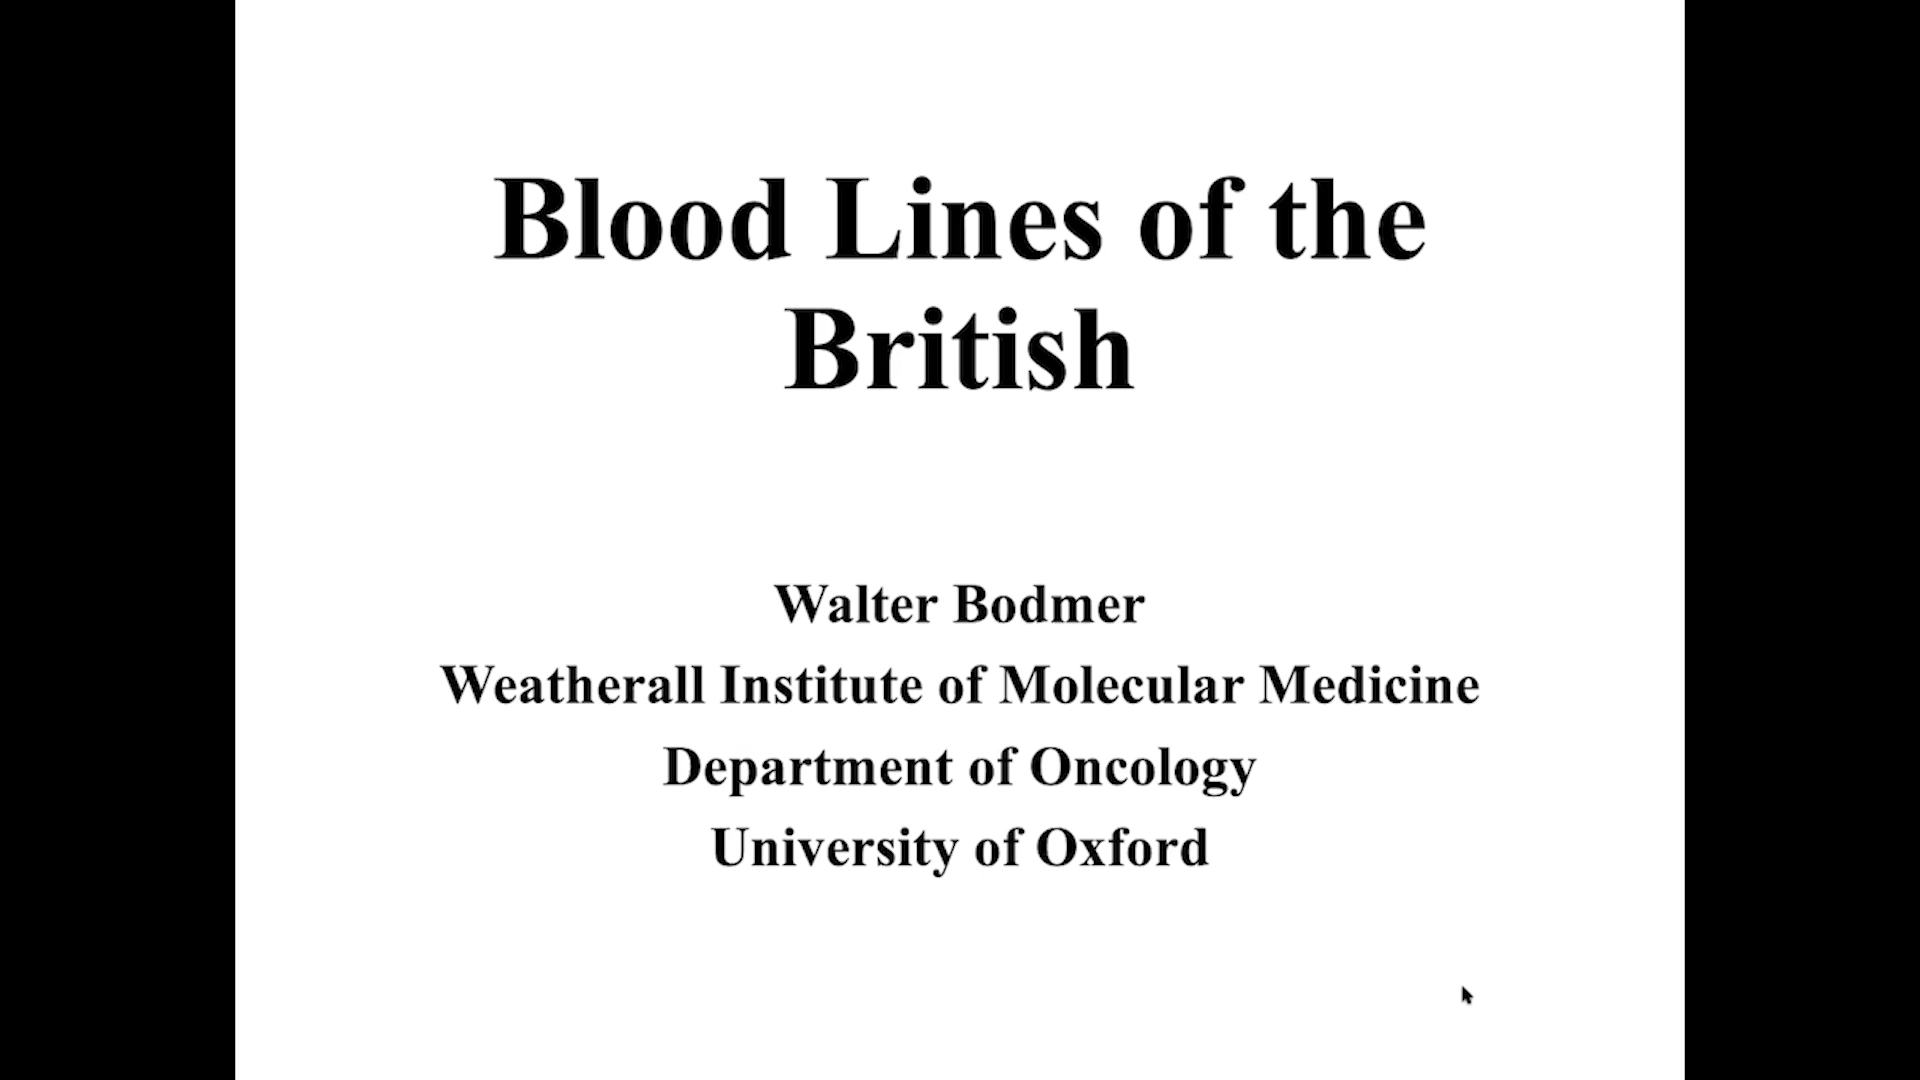 Blood Lines of the
British
Walter Bodmer
Weatherall Institute of Molecular Medicine
Department of Oncology
University of Oxford